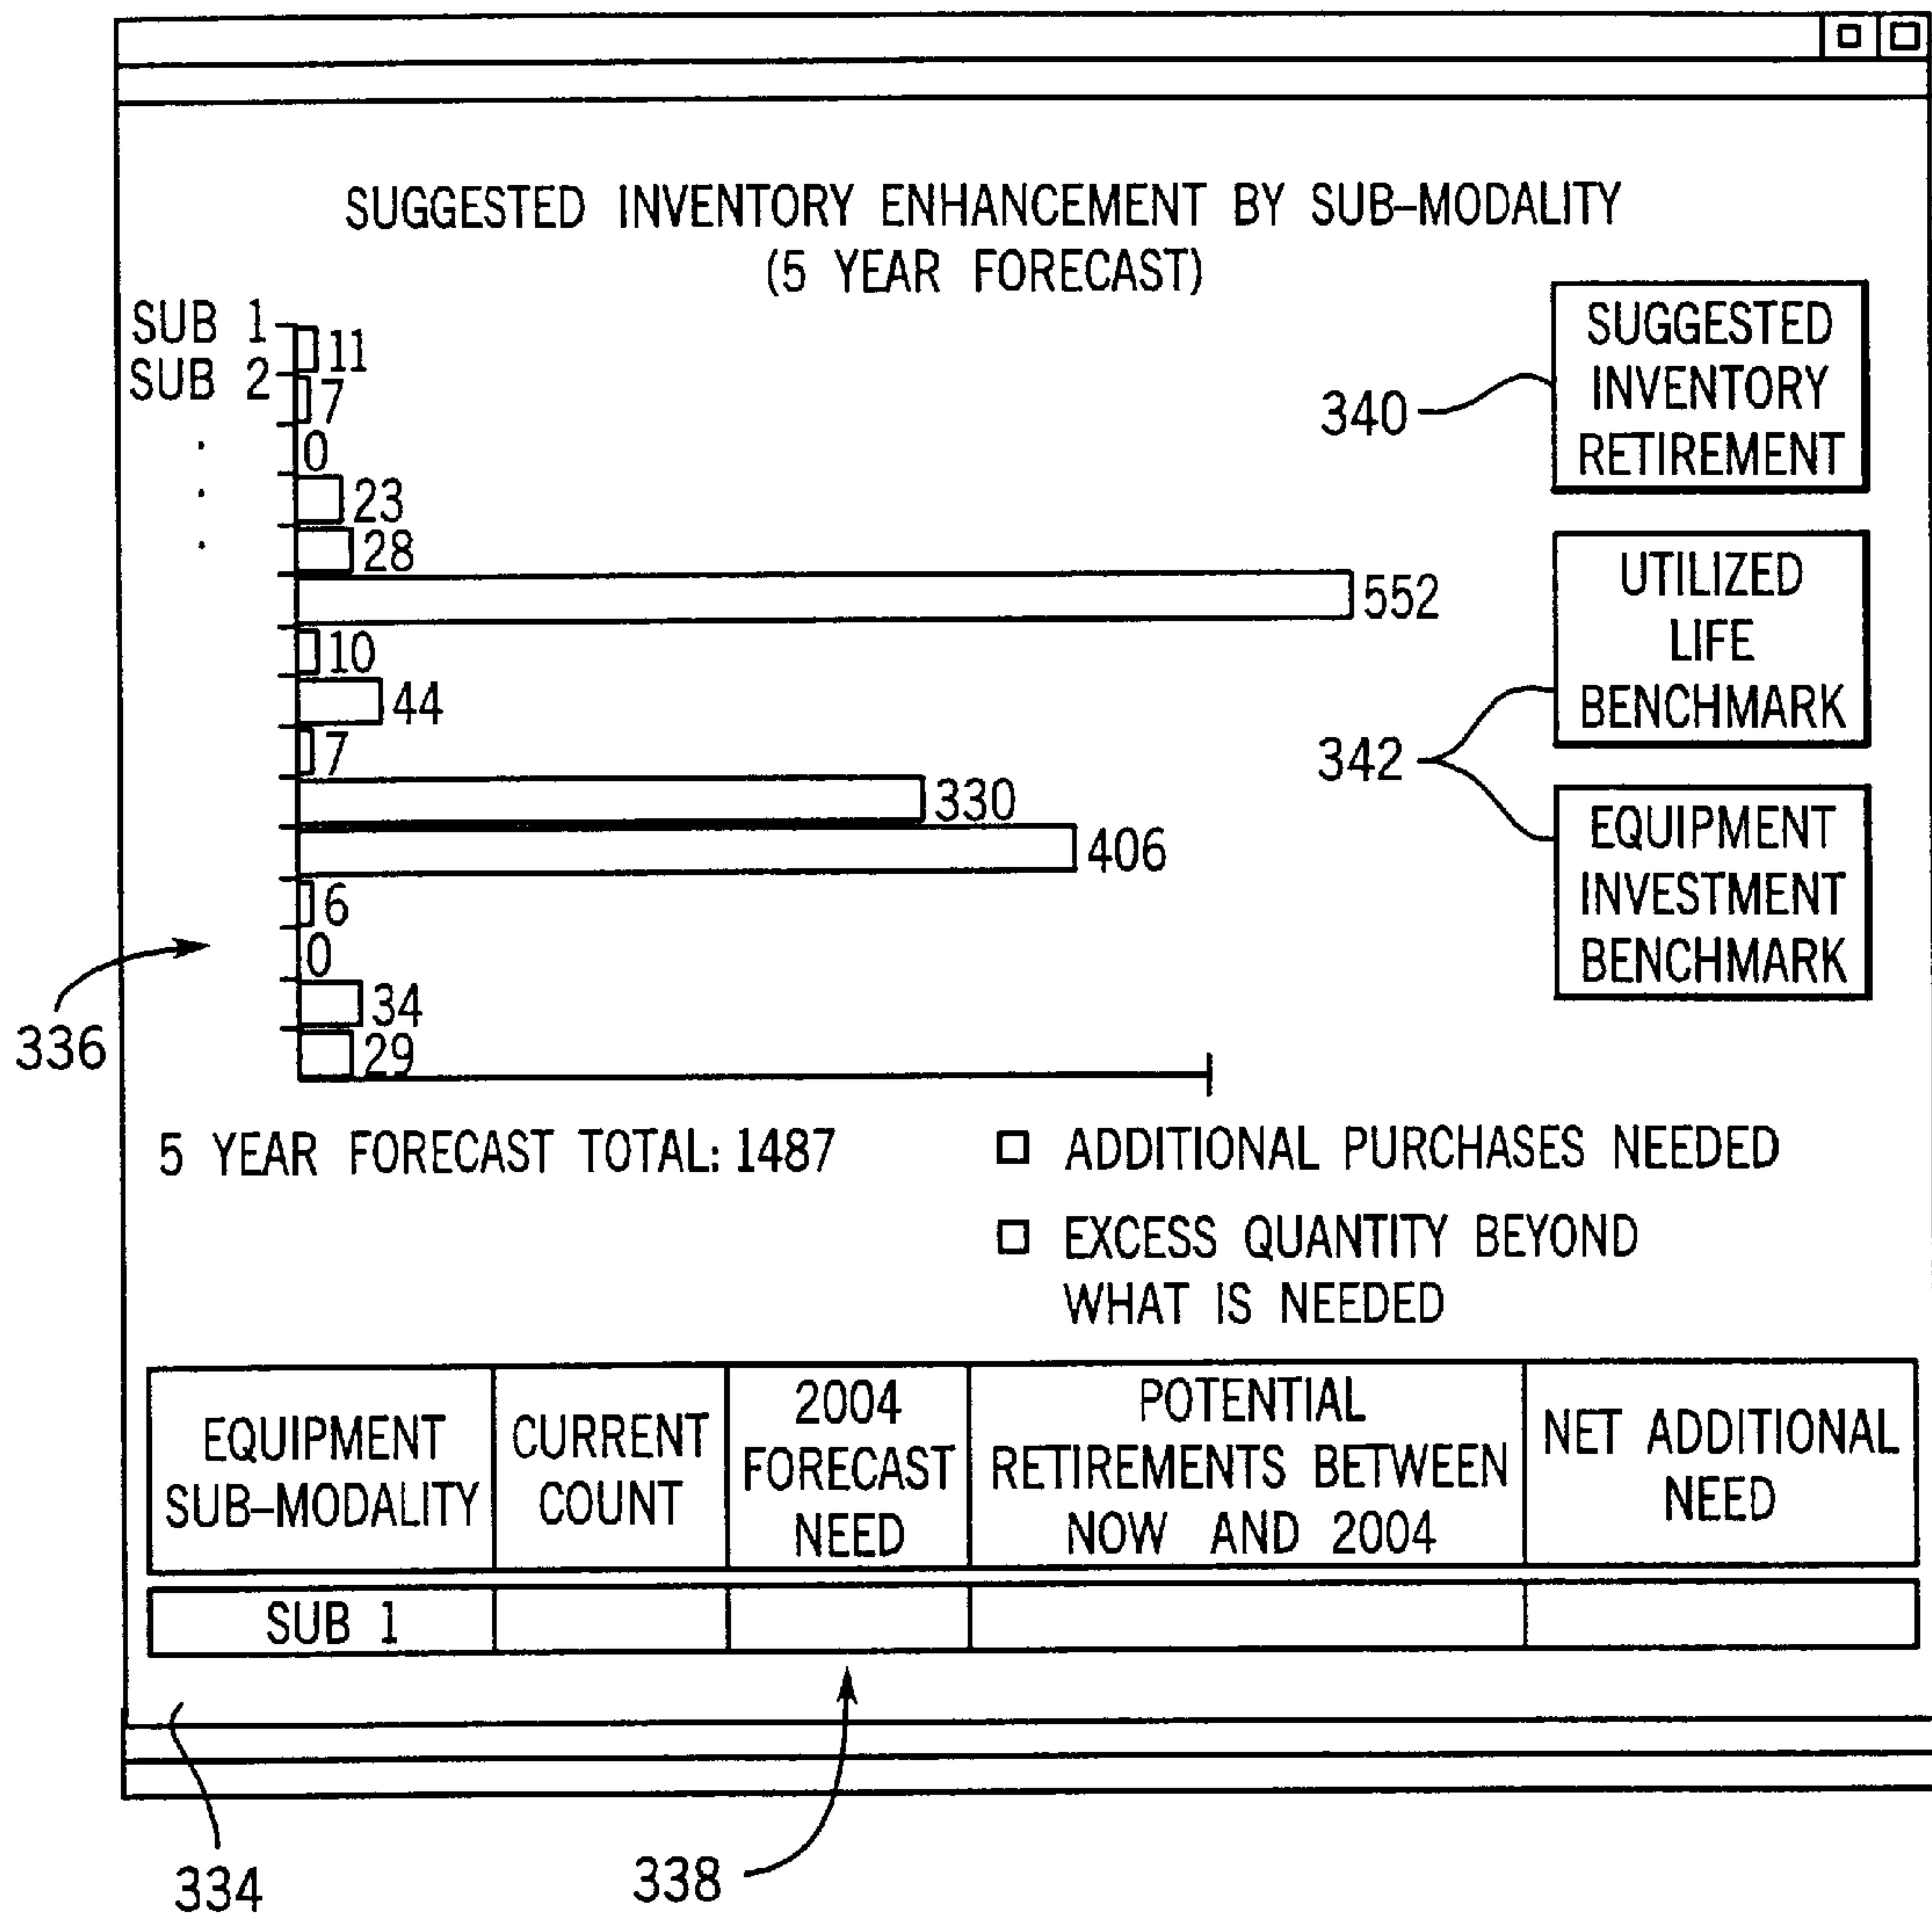 SUGGESTED INVENTORY ENHANCEMENT BY SUB-MODALITY
(5 YEAR FORECAST)
SUB 1
11
SUB 2
7
0
23
28
552
10
44
7
330
406
6
0
34
29
340
SUGGESTED
INVENTORY
RETIREMENT
342
UTILIZED
LIFE
BENCHMARK
EQUIPMENT
INVESTMENT
BENCHMARK
336
5 YEAR FORECAST TOTAL: 1487
ADDITIONAL PURCHASES NEEDED
EXCESS QUANTITY BEYOND
WHAT IS NEEDED
EQUIPMENT
SUB-MODALITY
CURRENT
COUNT
2004
FORECAST
NEED
POTENTIAL
RETIREMENTS BETWEEN
NOW AND 2004
NET ADDITIONAL
NEED
SUB 1
334
338